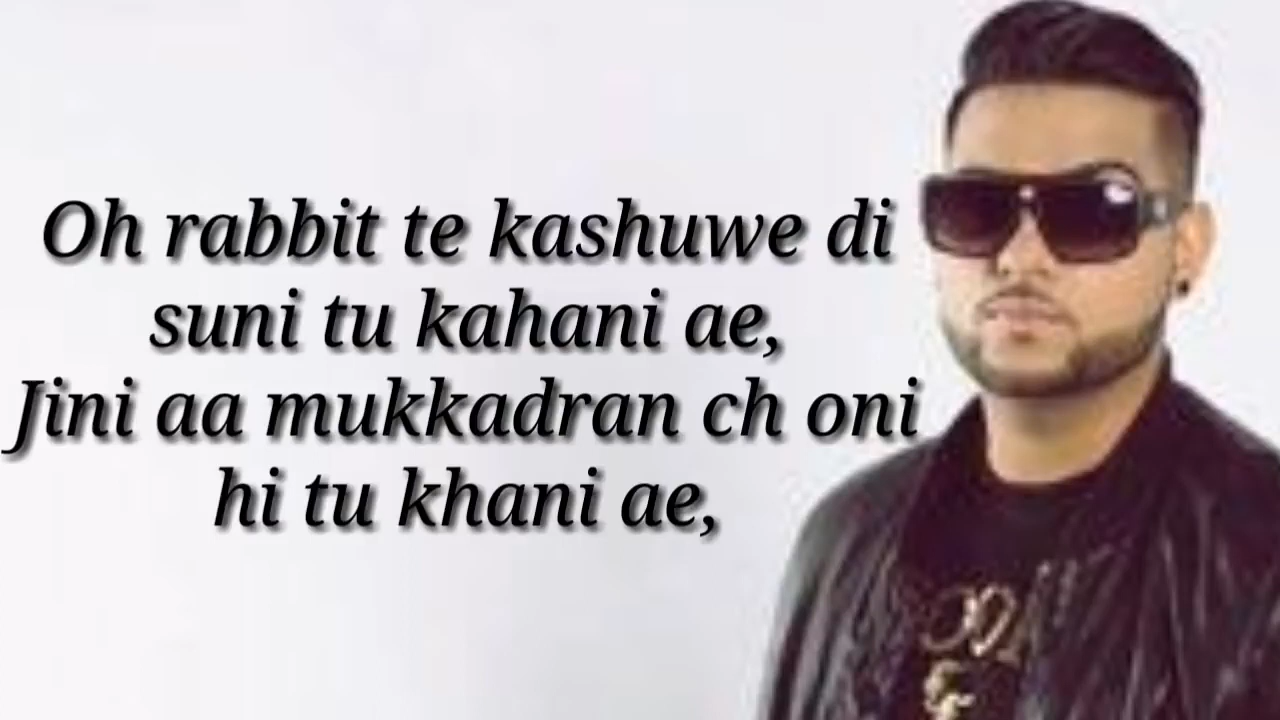 Oh rabbit te kashuwe di
suni tu kahani ae,
Jini aa mukkadran ch oni
hi tu khani ae,